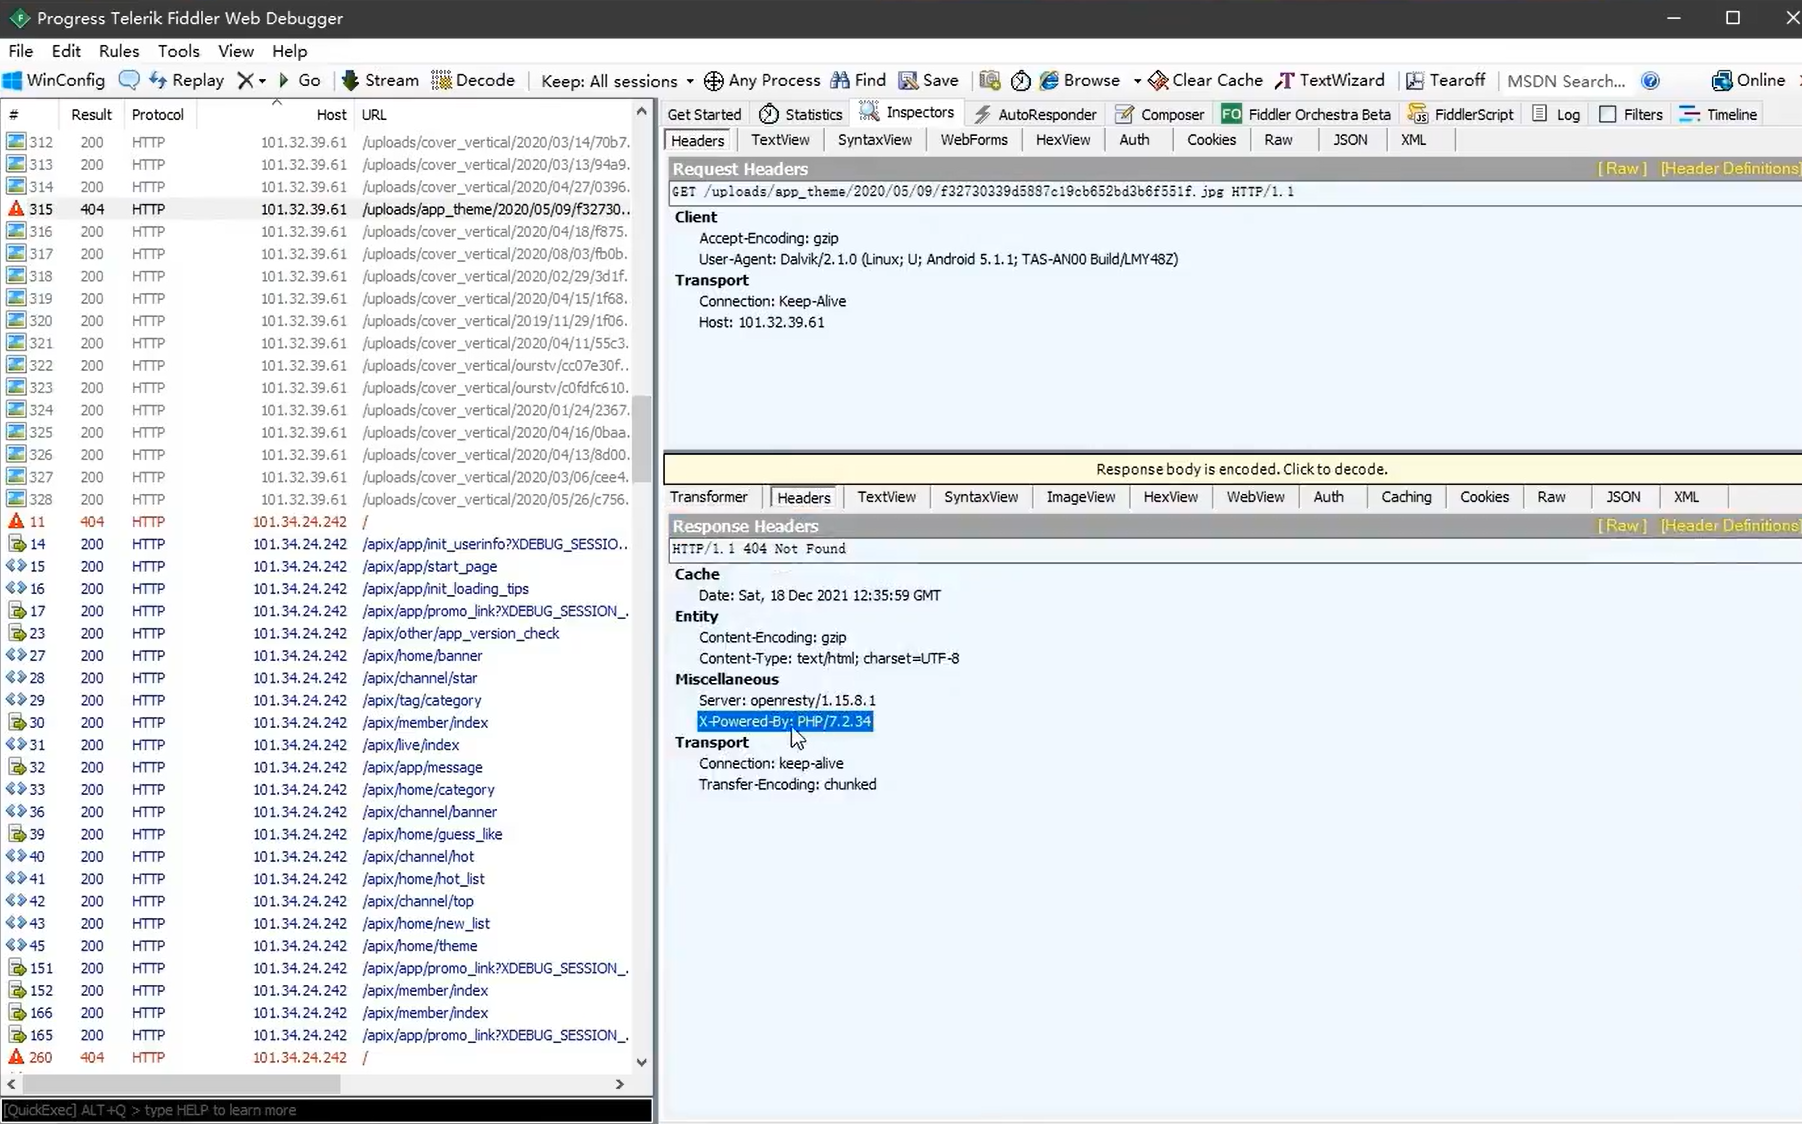 Progress Telerik Fiddler Web Debugger
File Edit Rules Tools View Help
WinConfig Replay Go Stream Decode Keep: All sessions Any Process Find Save Browse Clear Cache TextWizard Tearoff MSDN Search... Online
# Result Protocol Host URL
312 200 HTTP 101.32.39.61 /uploads/cover_vertical/2020/03/14/70b7.
313 200 HTTP 101.32.39.61 /uploads/cover_vertical/2020/03/13/94a9.
314 200 HTTP 101.32.39.61 /uploads/cover_vertical/2020/04/27/0396.
315 404 HTTP 101.32.39.61 /uploads/app_theme/2020/05/09/f32730..
316 200 HTTP 101.32.39.61 /uploads/cover_vertical/2020/04/18/f875.
317 200 HTTP 101.32.39.61 /uploads/cover_vertical/2020/08/03/fb0b.
318 200 HTTP 101.32.39.61 /uploads/cover_vertical/2020/02/29/3d1f.
319 200 HTTP 101.32.39.61 /uploads/cover_vertical/2020/04/15/1f68.
320 200 HTTP 101.32.39.61 /uploads/cover_vertical/2019/11/29/1f06.
321 200 HTTP 101.32.39.61 /uploads/cover_vertical/2020/04/11/55c3.
322 200 HTTP 101.32.39.61 /uploads/cover_vertical/ourstv/cc07e30f..
323 200 HTTP 101.32.39.61 /uploads/cover_vertical/ourstv/c0fdfc610.
324 200 HTTP 101.32.39.61 /uploads/cover_vertical/2020/01/24/2367.
325 200 HTTP 101.32.39.61 /uploads/cover_vertical/2020/04/16/0baa.
326 200 HTTP 101.32.39.61 /uploads/cover_vertical/2020/04/13/8d00.
327 200 HTTP 101.32.39.61 /uploads/cover_vertical/2020/03/06/cee4.
328 200 HTTP 101.32.39.61 /uploads/cover_vertical/2020/05/26/c756.
11 404 HTTP 101.34.24.242 /
14 200 HTTP 101.34.24.242 /apix/app/init_userinfo?XDEBUG_SESSIO..
15 200 HTTP 101.34.24.242 /apix/app/start_page
16 200 HTTP 101.34.24.242 /apix/app/init_loading_tips
17 200 HTTP 101.34.24.242 /apix/app/promo_link?XDEBUG_SESSION_.
23 200 HTTP 101.34.24.242 /apix/other/app_version_check
27 200 HTTP 101.34.24.242 /apix/home/banner
28 200 HTTP 101.34.24.242 /apix/channel/star
29 200 HTTP 101.34.24.242 /apix/tag/category
30 200 HTTP 101.34.24.242 /apix/member/index
31 200 HTTP 101.34.24.242 /apix/live/index
32 200 HTTP 101.34.24.242 /apix/app/message
33 200 HTTP 101.34.24.242 /apix/home/category
36 200 HTTP 101.34.24.242 /apix/channel/banner
39 200 HTTP 101.34.24.242 /apix/home/guess_like
40 200 HTTP 101.34.24.242 /apix/channel/hot
41 200 HTTP 101.34.24.242 /apix/home/hot_list
42 200 HTTP 101.34.24.242 /apix/channel/top
43 200 HTTP 101.34.24.242 /apix/home/new_list
45 200 HTTP 101.34.24.242 /apix/home/theme
151 200 HTTP 101.34.24.242 /apix/app/promo_link?XDEBUG_SESSION_.
152 200 HTTP 101.34.24.242 /apix/member/index
166 200 HTTP 101.34.24.242 /apix/member/index
165 200 HTTP 101.34.24.242 /apix/app/promo_link?XDEBUG_SESSION_.
260 404 HTTP 101.34.24.242 /
[QuickExec] ALT+Q > type HELP to learn more
Get Started Statistics Inspectors AutoResponder Composer FO Fiddler Orchestra Beta FiddlerScript Log Filters Timeline
Headers TextView SyntaxView WebForms HexView Auth Cookies Raw JSON XML
Request Headers [ Raw ] [Header Definitions]
GET /uploads/app_theme/2020/05/09/f32730339d5887c19cb652bd3b6f551f.jpg HTTP/1.1
Client
Accept-Encoding: gzip
User-Agent: Dalvik/2.1.0 (Linux; U; Android 5.1.1; TAS-AN00 Build/LMY48Z)
Transport
Connection: Keep-Alive
Host: 101.32.39.61
Response body is encoded. Click to decode.
Transformer Headers TextView SyntaxView ImageView HexView WebView Auth Caching Cookies Raw JSON XML
Response Headers [ Raw ] [Header Definitions]
HTTP/1.1 404 Not Found
Cache
Date: Sat, 18 Dec 2021 12:35:59 GMT
Entity
Content-Encoding: gzip
Content-Type: text/html; charset=UTF-8
Miscellaneous
Server: openresty/1.15.8.1
X-Powered-By: PHP/7.2.34
Transport
Connection: keep-alive
Transfer-Encoding: chunked